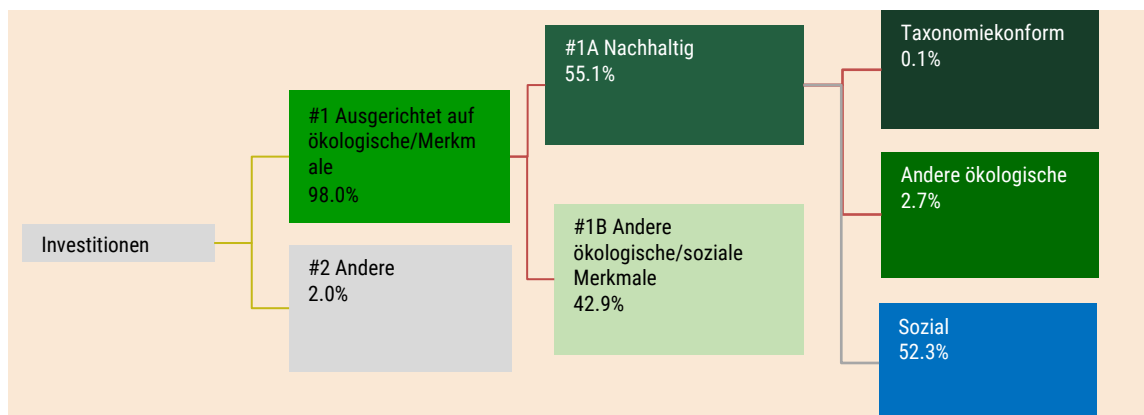 Investitionen
#1 Ausgerichtet auf
ökologische/Merkm
ale
98.0%
#2 Andere
2.0%
#1A Nachhaltig
55.1%
#1B Andere
ökologische/soziale
Merkmale
42.9%
Taxonomiekonform
0.1%
Andere ökologische
2.7%
Sozial
52.3%